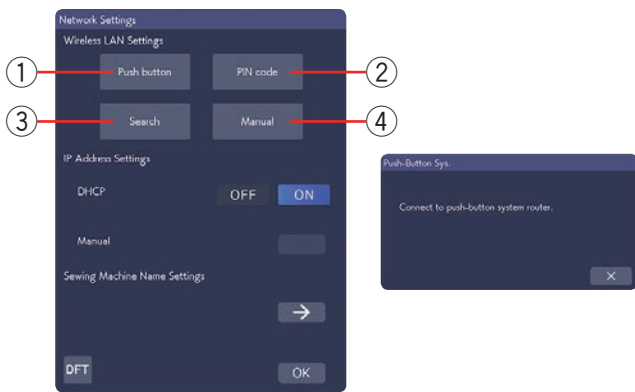 Network Settings
Wireless LAN Settings
1 Push button PIN code 2
3 Search Manual 4
IP Address Settings
DHCP OFF ON
Manual
Sewing Machine Name Settings
→
DFT OK
Push-Button Sys.
Connect to push-button system router.
X